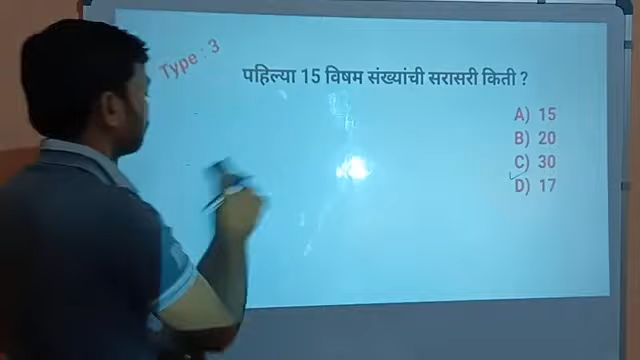 Type : 3
पहिल्या 15 विषम संख्यांची सरासरी किती ?
A) 15
B) 20
C) 30
D) 17